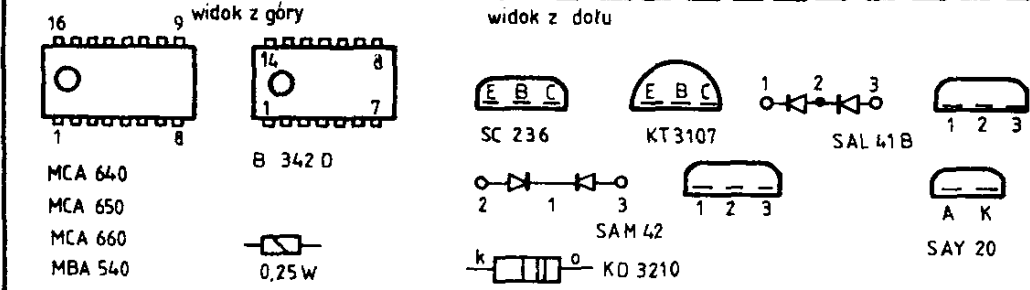 widok z góry
16 9
1 8
MCA 640
MCA 650
MCA 660
MBA 540
14 8
1 7
B 342 D
0,25 W
widok z dołu
E B C
SC 236
E B C
KT3107
1 2 3
SAL 41B
1 2 3
2 1 3
SAM 42
1 2 3
A K
SAY 20
k o KD 3210